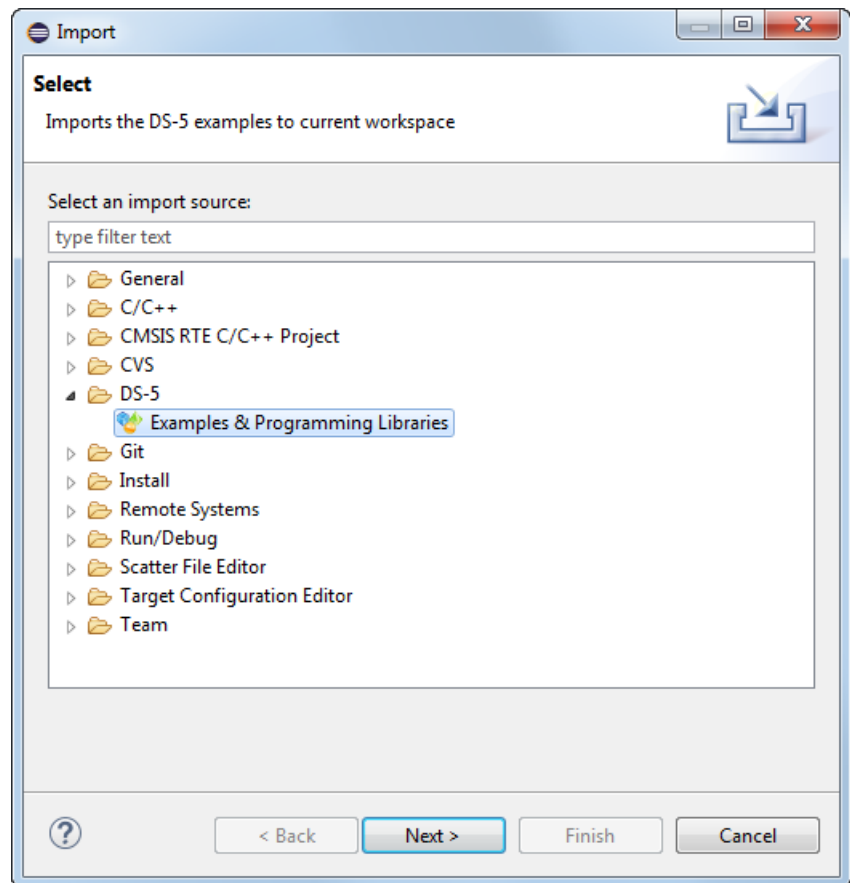 Import
Select
Imports the DS-5 examples to current workspace
Select an import source:
type filter text
General
C/C++
CMSIS RTE C/C++ Project
CVS
DS-5
Examples & Programming Libraries
Git
Install
Remote Systems
Run/Debug
Scatter File Editor
Target Configuration Editor
Team
? < Back Next > Finish Cancel